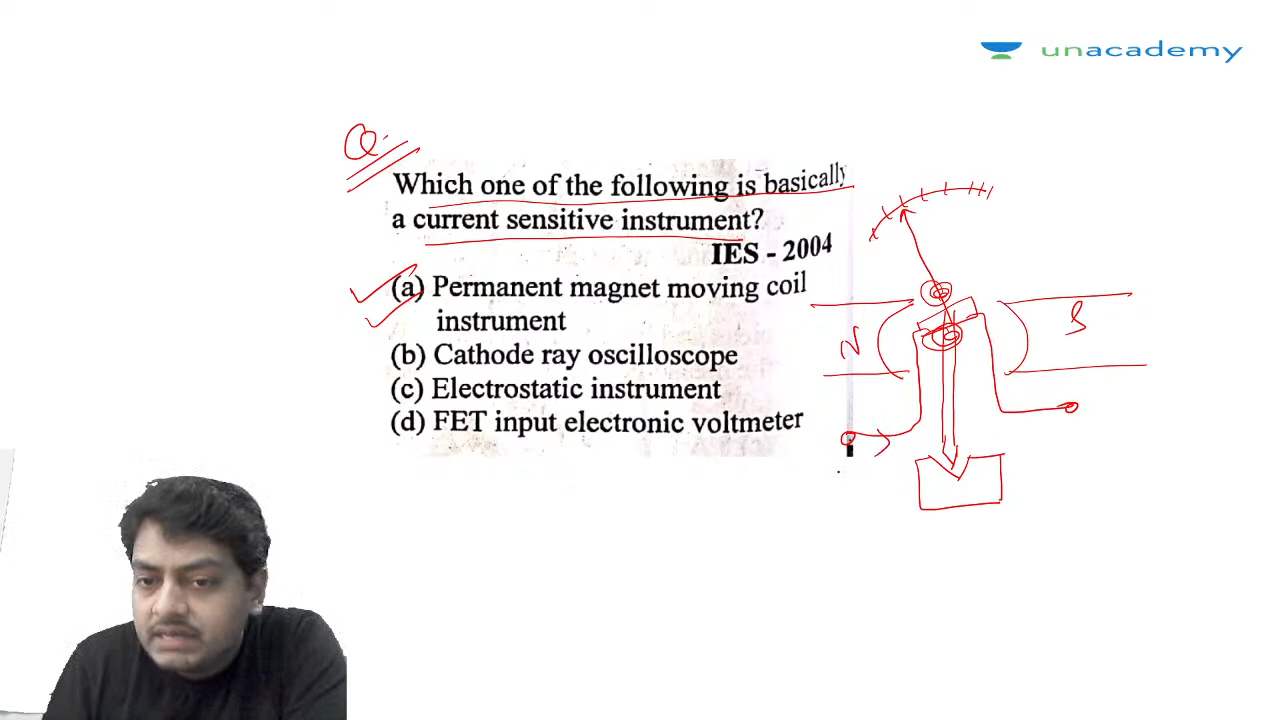 unacademy
Q.
Which one of the following is basically
a current sensitive instrument?
IES - 2004
(a) Permanent magnet moving coil
instrument
(b) Cathode ray oscilloscope
(c) Electrostatic instrument
(d) FET input electronic voltmeter
N
S